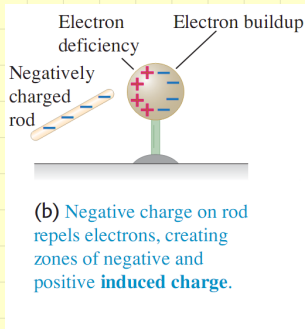 Electron
deficiency
Electron buildup
Negatively
charged
rod
(b) Negative charge on rod
repels electrons, creating
zones of negative and
positive induced charge.